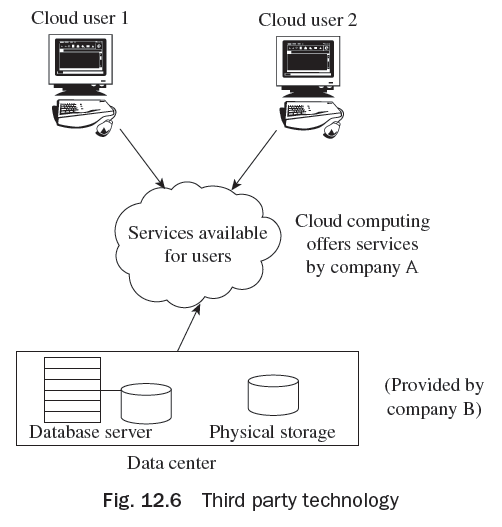 Cloud user 1
Cloud user 2
Services available
for users
Cloud computing
offers services
by company A
(Provided by
company B)
Database server
Physical storage
Data center
Fig. 12.6 Third party technology